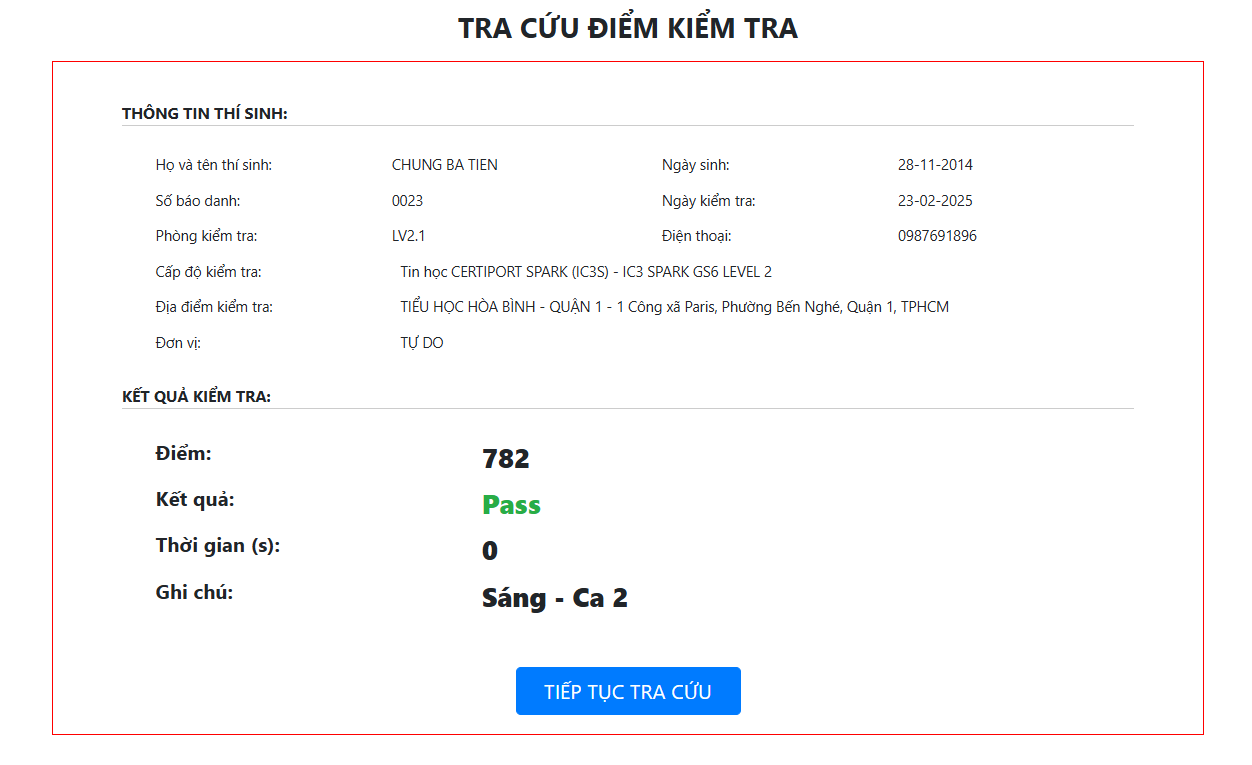 TRA CỨU ĐIỂM KIỂM TRA
THÔNG TIN THÍ SINH:
Họ và tên thí sinh: CHUNG BA TIEN Ngày sinh: 28-11-2014
Số báo danh: 0023 Ngày kiểm tra: 23-02-2025
Phòng kiểm tra: LV2.1 Điện thoại: 0987691896
Cấp độ kiểm tra: Tin học CERTIPORT SPARK (IC3S) - IC3 SPARK GS6 LEVEL 2
Địa điểm kiểm tra: TIỂU HỌC HÒA BÌNH - QUẬN 1 - 1 Công xã Paris, Phường Bến Nghé, Quận 1, TPHCM
Đơn vị: TỰ DO
KẾT QUẢ KIỂM TRA:
Điểm: 782
Kết quả: Pass
Thời gian (s): 0
Ghi chú: Sáng - Ca 2
TIẾP TỤC TRA CỨU